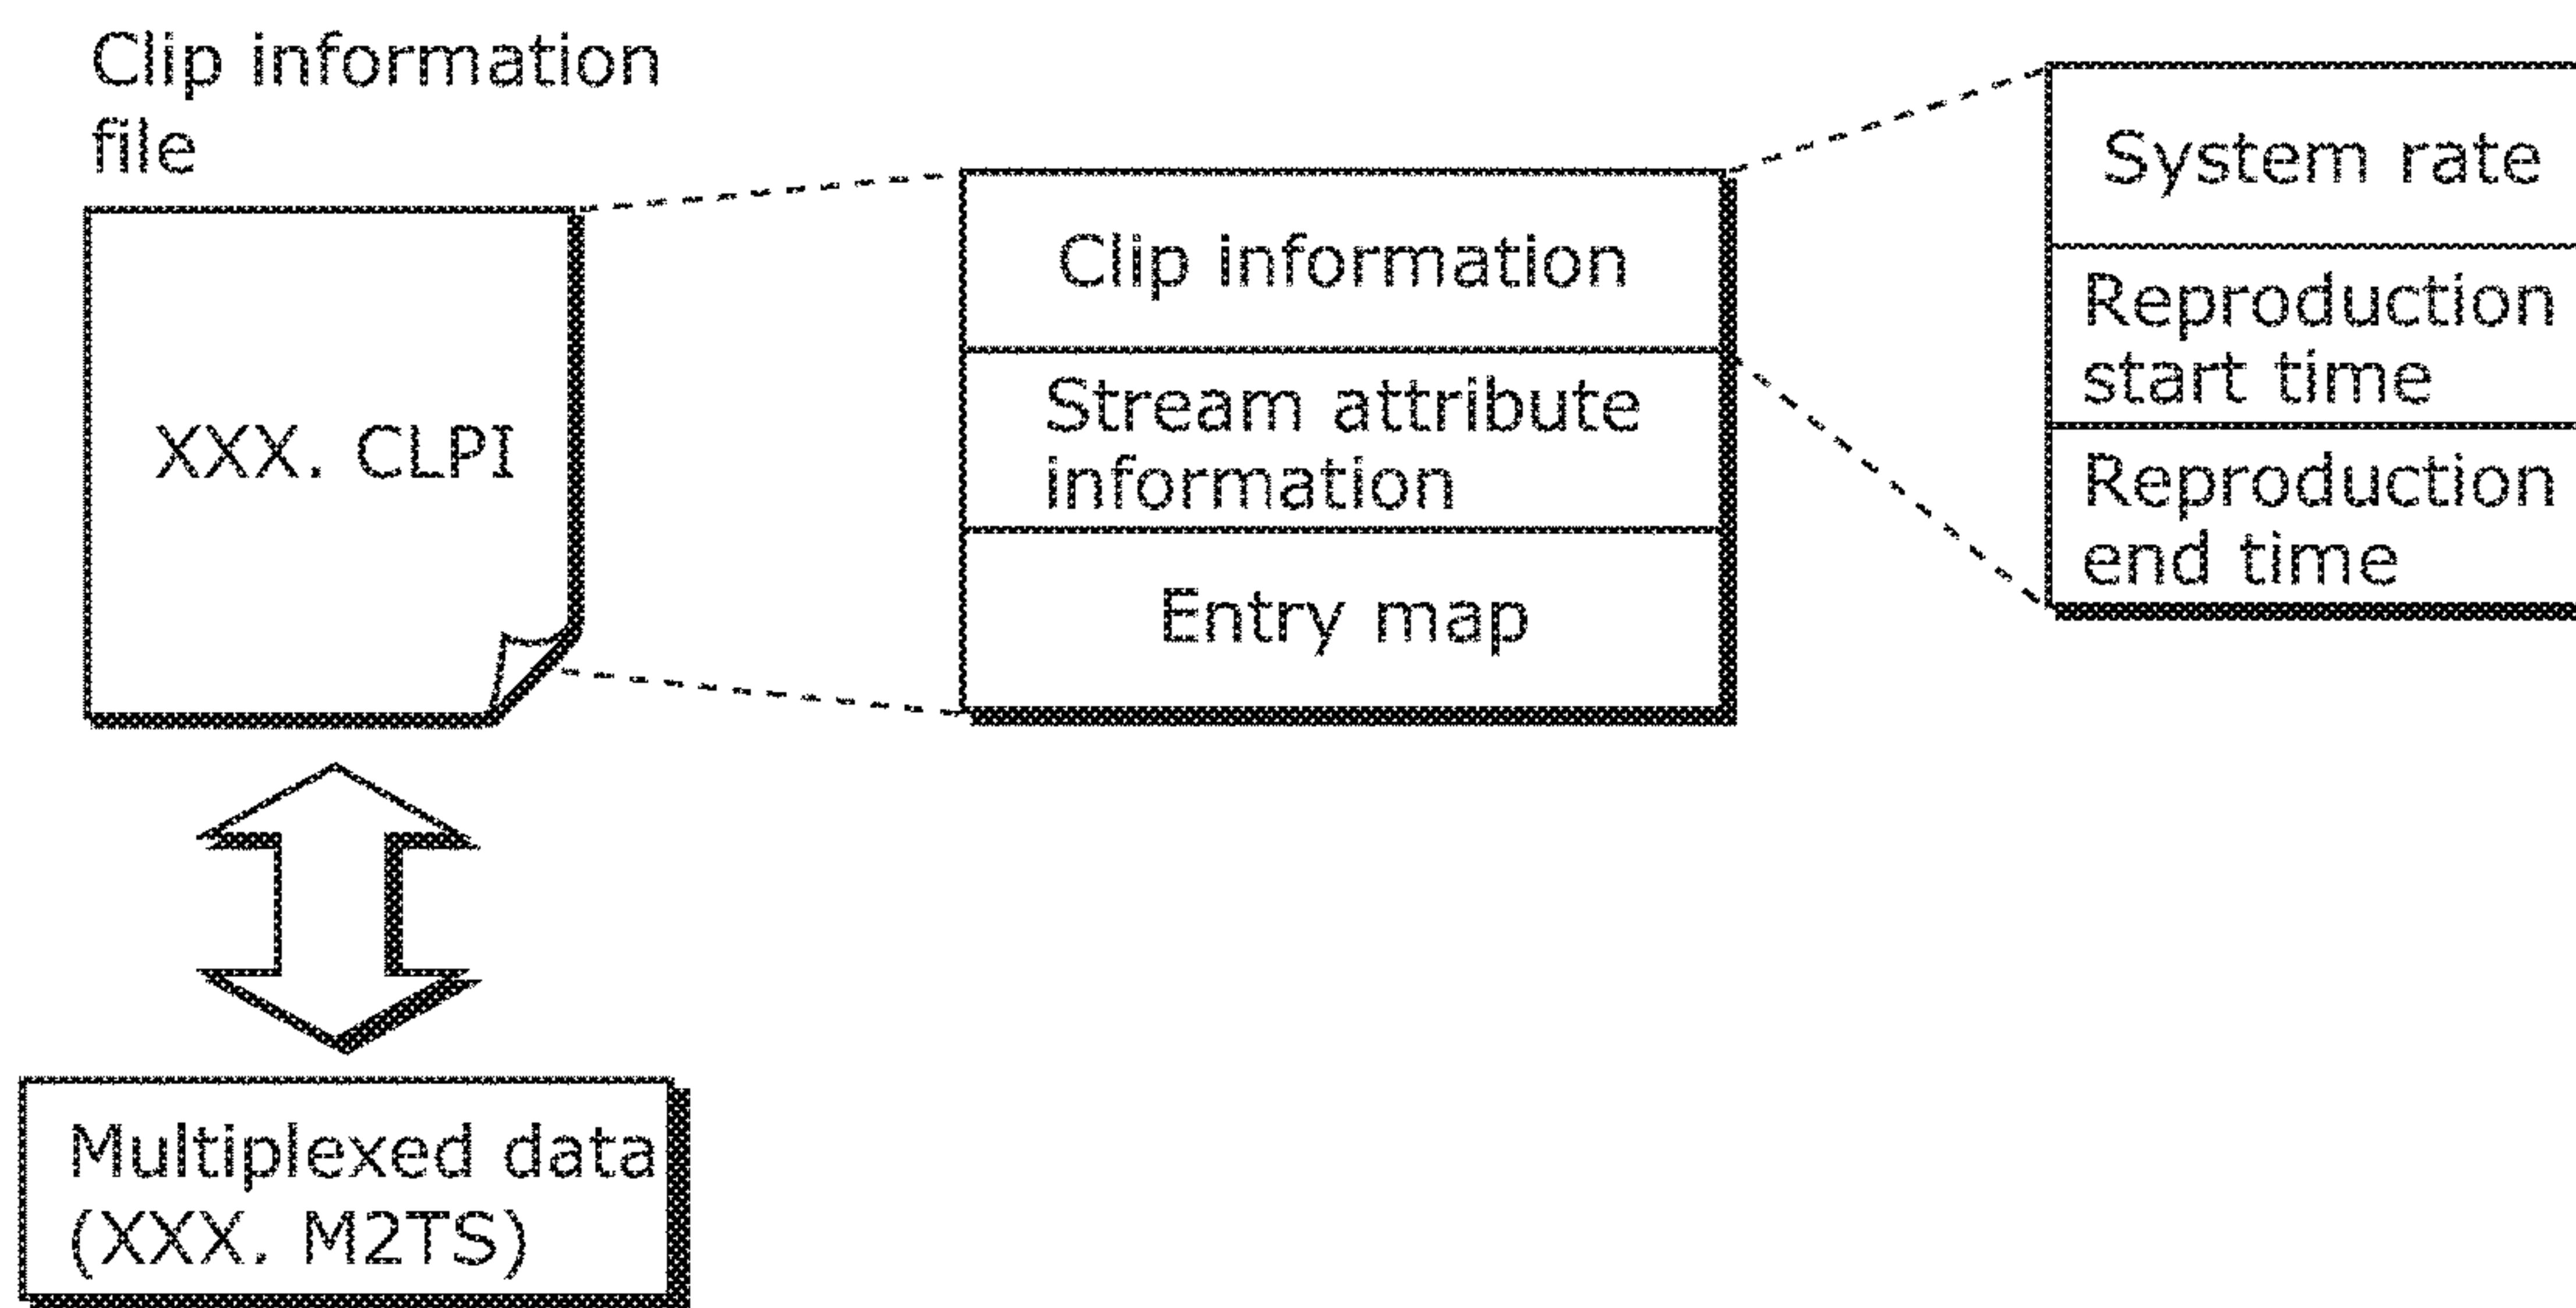 Clip information
file
XXX. CLPI
Multiplexed data
(XXX. M2TS)
Clip information
Stream attribute
information
Entry map
System rate
Reproduction
start time
Reproduction
end time